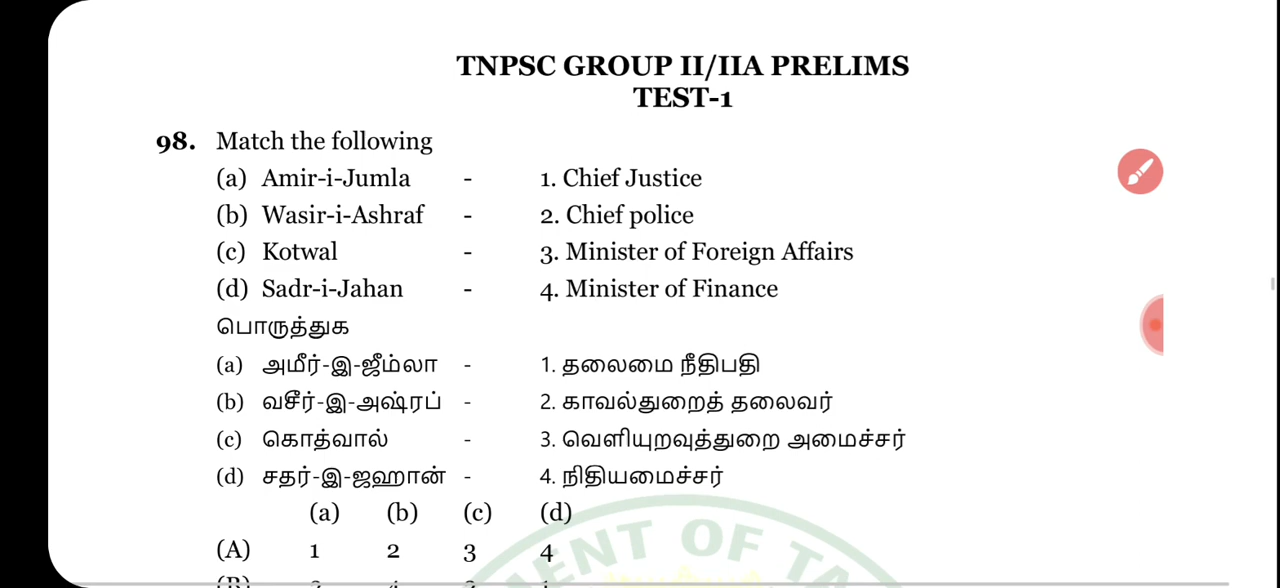 TNPSC GROUP II/IIA PRELIMS
TEST-1
98. Match the following
(a) Amir-i-Jumla - 1. Chief Justice
(b) Wasir-i-Ashraf - 2. Chief police
(c) Kotwal - 3. Minister of Foreign Affairs
(d) Sadr-i-Jahan - 4. Minister of Finance
பொருத்துக
(a) அமீர்-இ-ஜீம்லா - 1. தலைமை நீதிபதி
(b) வசீர்-இ-அஷ்ரப் - 2. காவல்துறைத் தலைவர்
(c) கொத்வால் - 3. வெளியுறவுத்துறை அமைச்சர்
(d) சதர்-இ-ஜஹான் - 4. நிதியமைச்சர்
(a) (b) (c) (d)
(A) 1 2 3 4
MENT OF TA